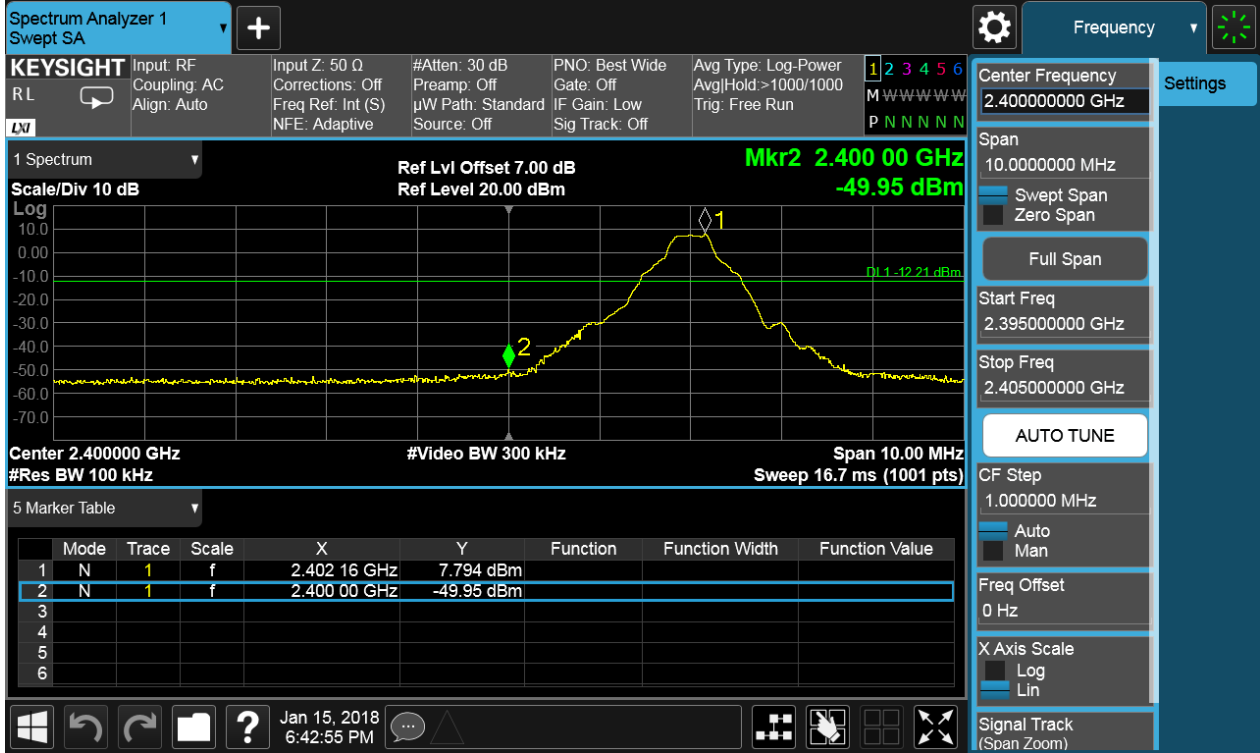 Spectrum Analyzer 1
Swept SA
Frequency
KEYSIGHT
RL
LXI
Input: RF
Coupling: AC
Align: Auto
Input Z: 50 Ω
Corrections: Off
Freq Ref: Int (S)
NFE: Adaptive
#Atten: 30 dB
Preamp: Off
µW Path: Standard
Source: Off
PNO: Best Wide
Gate: Off
IF Gain: Low
Sig Track: Off
Avg Type: Log-Power
Avg|Hold:>1000/1000
Trig: Free Run
1 2 3 4 5 6
M W W W W W
P N N N N N
1 Spectrum
Scale/Div 10 dB
Ref Lvl Offset 7.00 dB
Ref Level 20.00 dBm
Mkr2 2.400 00 GHz
-49.95 dBm
Log
10.0
0.00
-10.0
-20.0
-30.0
-40.0
-50.0
-60.0
-70.0
1
2
DL1 -12.21 dBm
Center 2.400000 GHz
#Video BW 300 kHz
Span 10.00 MHz
#Res BW 100 kHz
Sweep 16.7 ms (1001 pts)
5 Marker Table
Mode Trace Scale X Y Function Function Width Function Value
1 N 1 f 2.402 16 GHz 7.794 dBm
2 N 1 f 2.400 00 GHz -49.95 dBm
3
4
5
6
Jan 15, 2018
6:42:55 PM
Settings
Center Frequency
2.400000000 GHz
Span
10.0000000 MHz
Swept Span
Zero Span
Full Span
Start Freq
2.395000000 GHz
Stop Freq
2.405000000 GHz
AUTO TUNE
CF Step
1.000000 MHz
Auto
Man
Freq Offset
0 Hz
X Axis Scale
Log
Lin
Signal Track
(Span Zoom)